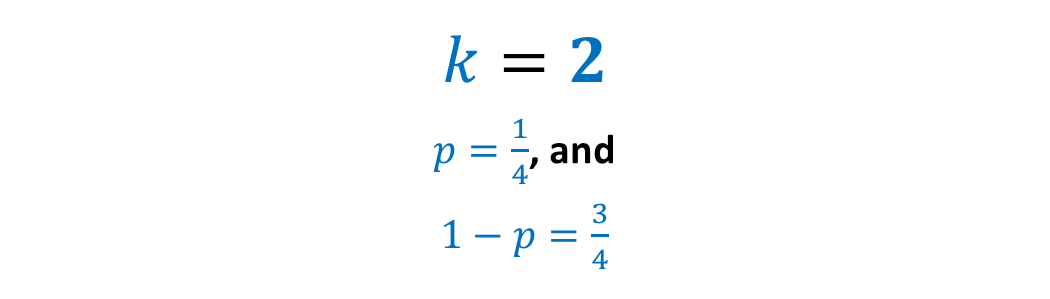 k = 2
p = 1/4, and
1 − p = 3/4